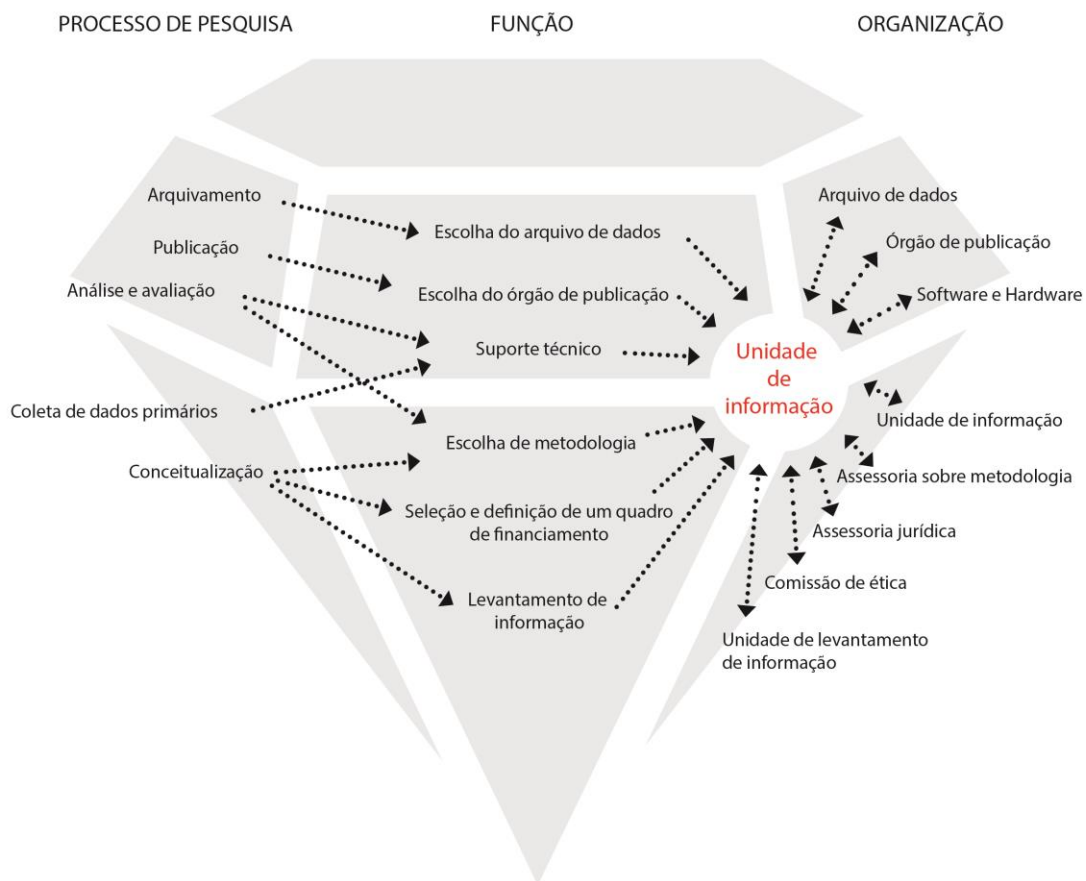 PROCESSO DE PESQUISA
FUNÇÃO
ORGANIZAÇÃO
Arquivamento
Publicação
Análise e avaliação
Coleta de dados primários
Conceitualização
Escolha do arquivo de dados
Escolha do órgão de publicação
Suporte técnico
Escolha de metodologia
Seleção e definição de um quadro
de financiamento
Levantamento de
informação
Unidade
de
informação
Arquivo de dados
Órgão de publicação
Software e Hardware
Unidade de informação
Assessoria sobre metodologia
Assessoria jurídica
Comissão de ética
Unidade de levantamento
de informação